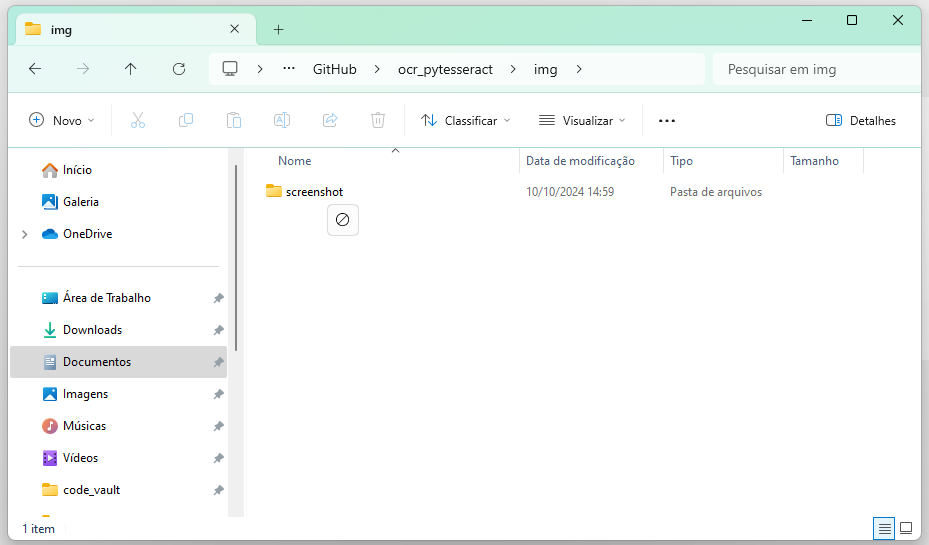 img
GitHub ocr_pytesseract img Pesquisar em img
Novo Classificar Visualizar Detalhes
Início
Galeria
OneDrive
Área de Trabalho
Downloads
Documentos
Imagens
Músicas
Vídeos
code_vault
Nome Data de modificação Tipo Tamanho
screenshot 10/10/2024 14:59 Pasta de arquivos
1 item